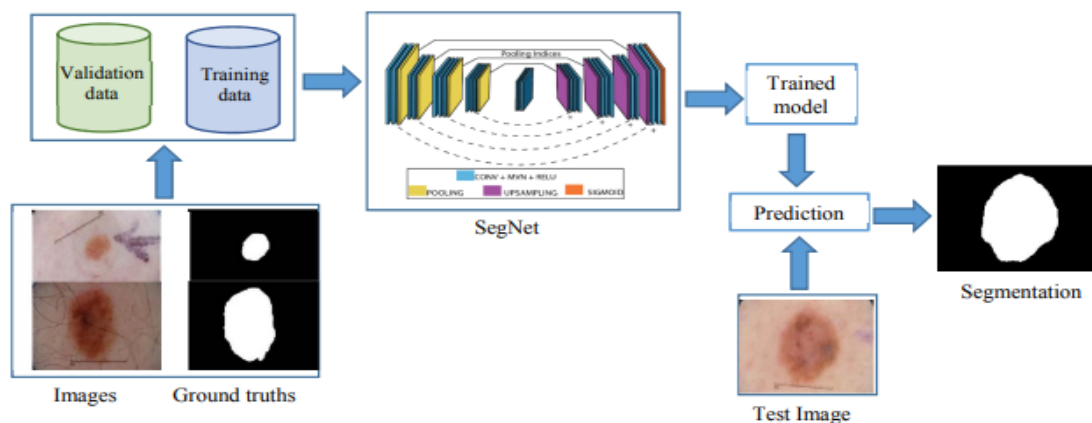 Validation
data
Training
data
Pooling Indices
CONV + MVN + RELU
POOLING
UPSAMPLING
SIGMOID
SegNet
Trained
model
Prediction
Segmentation
Images
Ground truths
Test Image